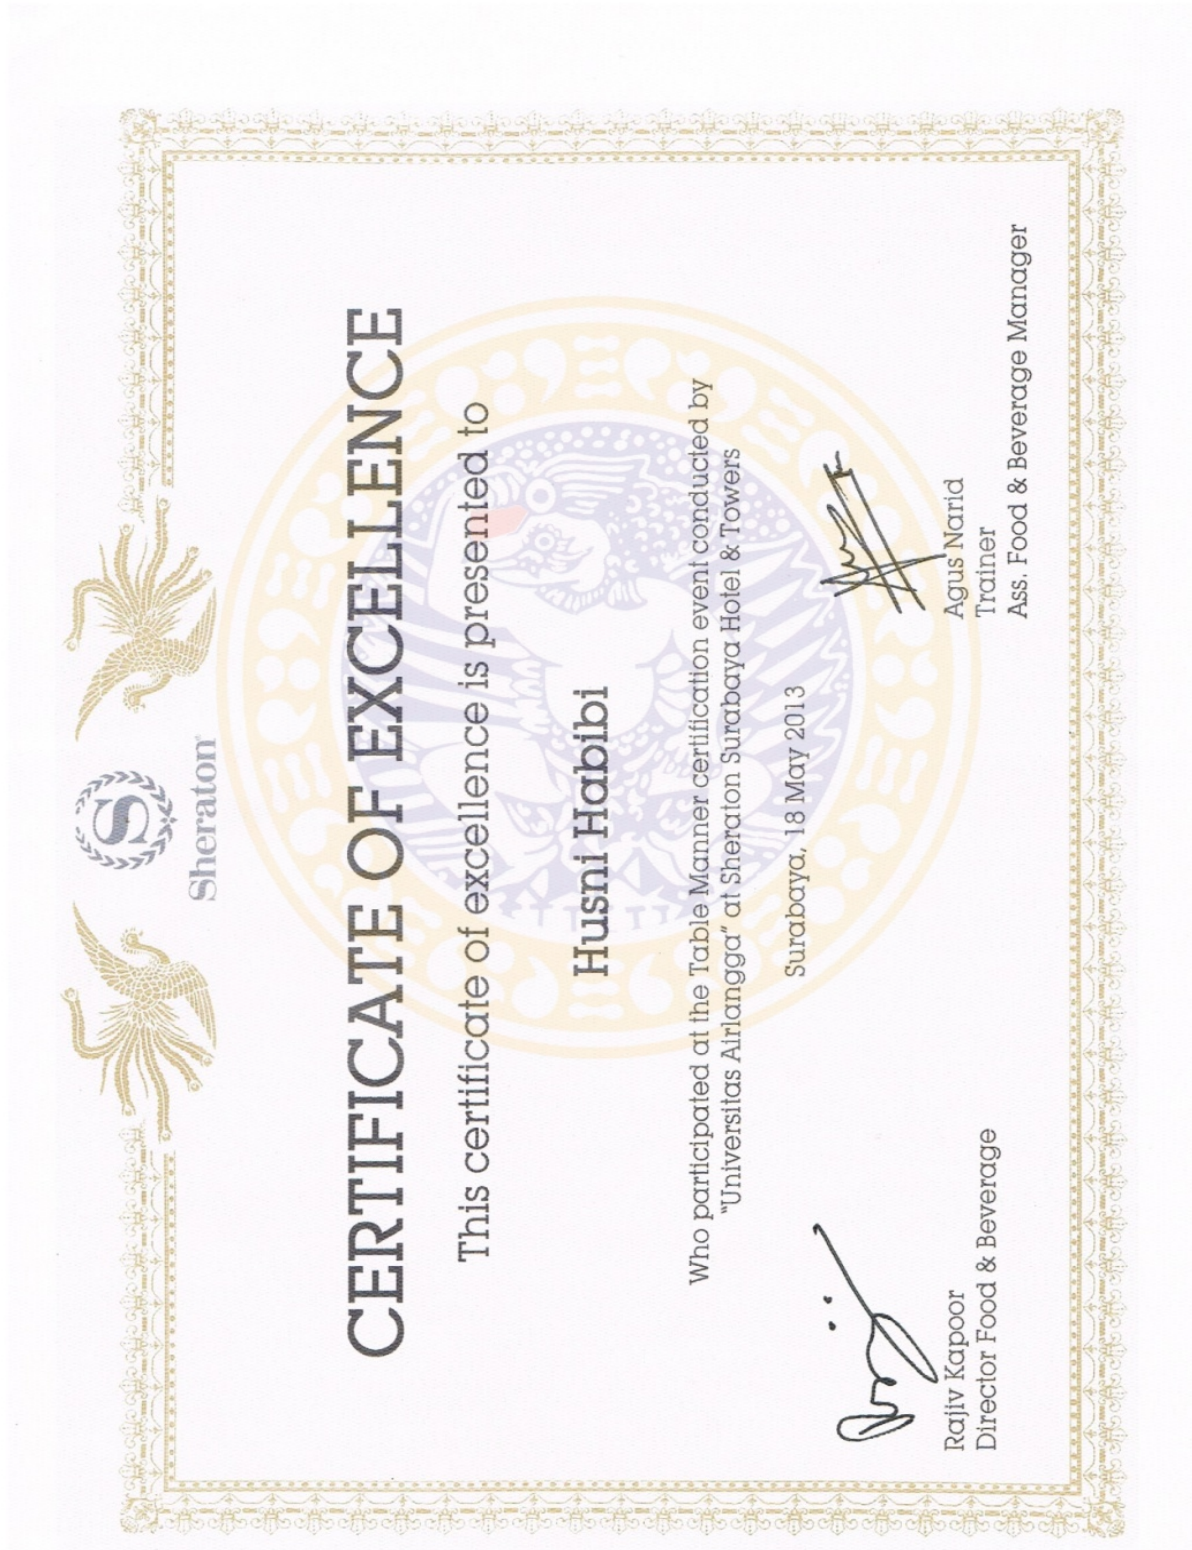 Sheraton
CERTIFICATE OF EXCELLENCE
This certificate of excellence is presented to
Husni Habibi
Who participated at the Table Manner certification event conducted by
"Universitas Airlangga" at Sheraton Surabaya Hotel & Towers
Surabaya, 18 May 2013
Rajiv Kapoor
Director Food & Beverage
Agus Narid
Trainer
Ass. Food & Beverage Manager